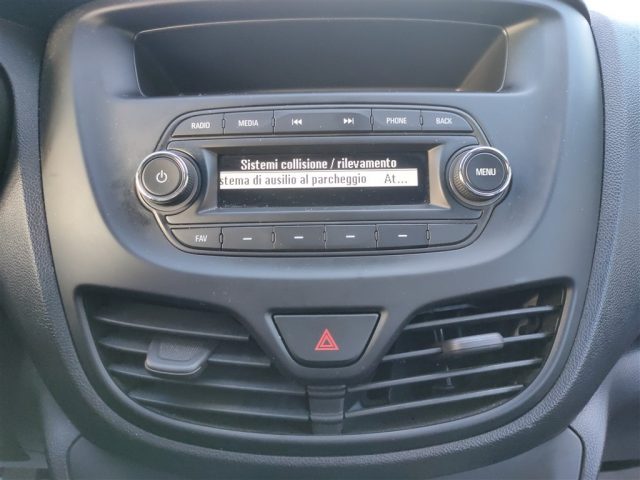 RADIO MEDIA PHONE BACK
Sistemi collisione / rilevamento
stema di ausilio al parcheggio At...
MENU
FAV